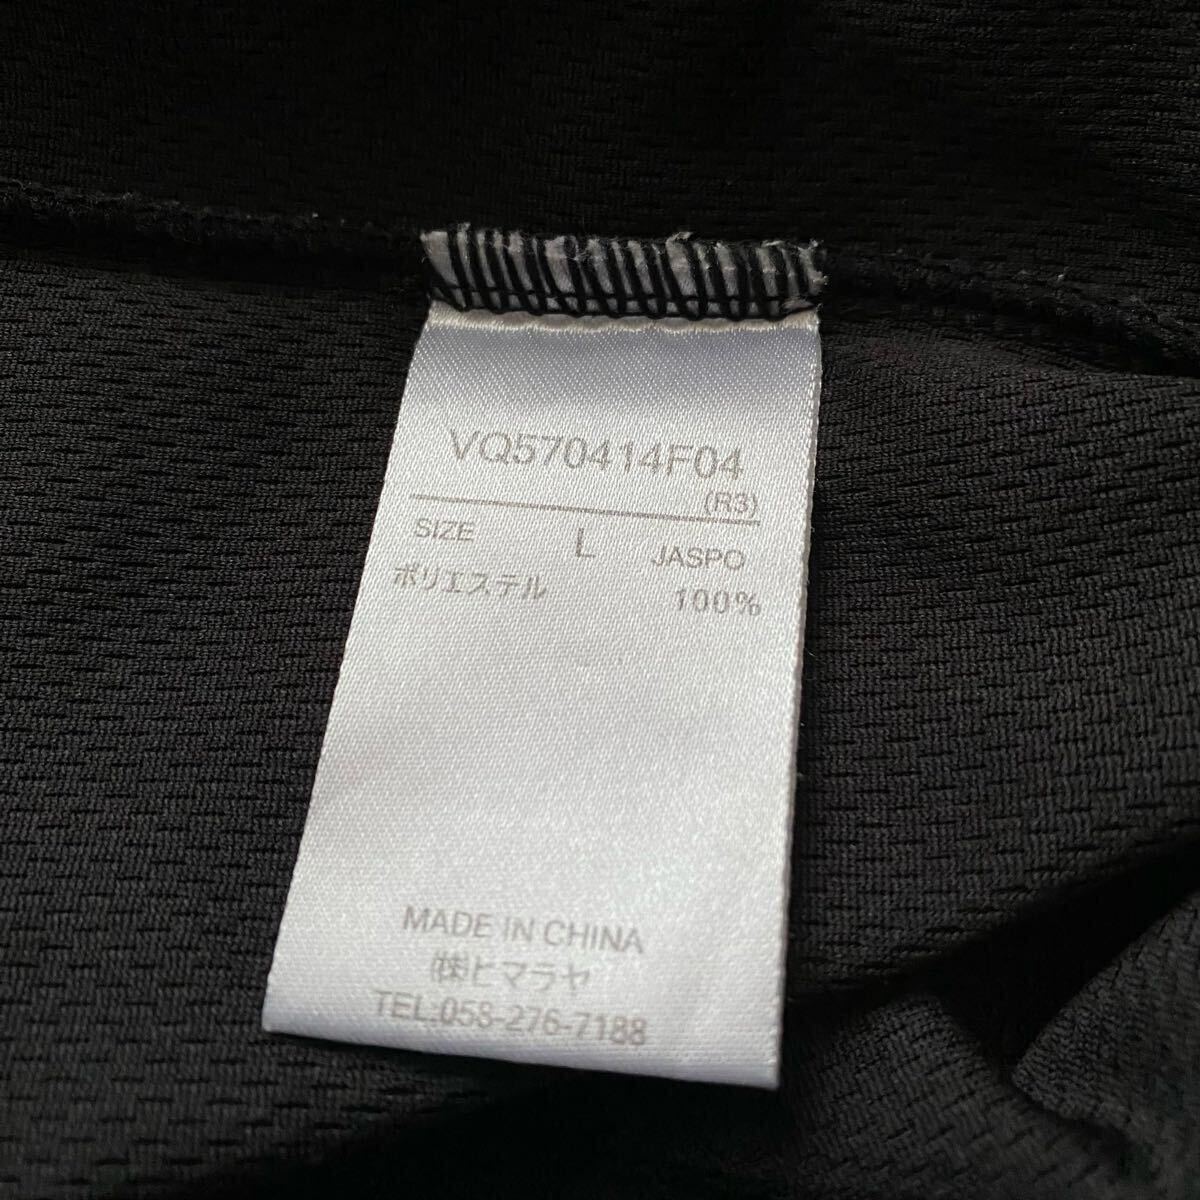 VQ570414F04
(R3)
SIZE L JASPO
ポリエステル 100%
MADE IN CHINA
㈱ヒマラヤ
TEL:058-276-7188